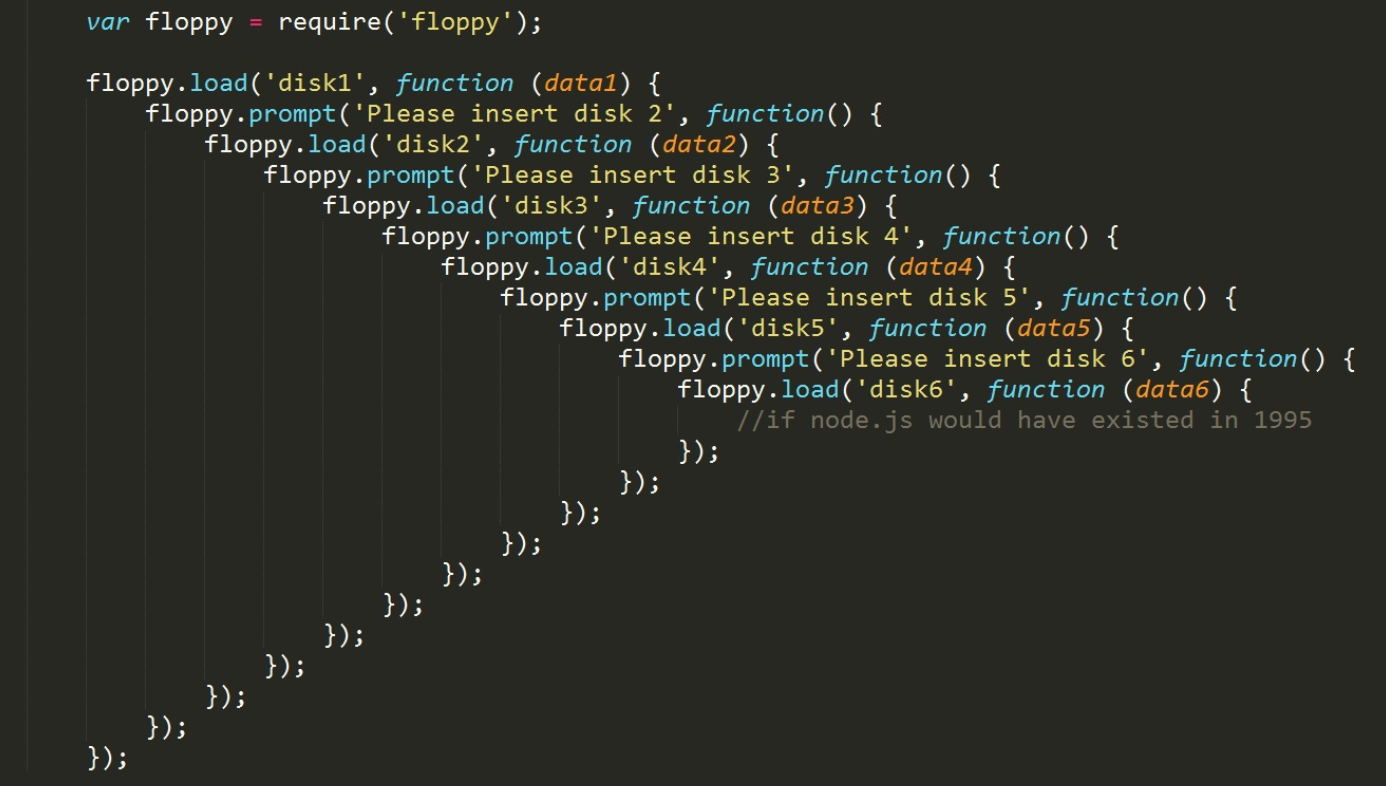 var floppy = require('floppy');

floppy.load('disk1', function (data1) {
    floppy.prompt('Please insert disk 2', function() {
        floppy.load('disk2', function (data2) {
            floppy.prompt('Please insert disk 3', function() {
                floppy.load('disk3', function (data3) {
                    floppy.prompt('Please insert disk 4', function() {
                        floppy.load('disk4', function (data4) {
                            floppy.prompt('Please insert disk 5', function() {
                                floppy.load('disk5', function (data5) {
                                    floppy.prompt('Please insert disk 6', function() {
                                        floppy.load('disk6', function (data6) {
                                            //if node.js would have existed in 1995
                                        });
                                    });
                                });
                            });
                        });
                    });
                });
            });
        });
    });
});